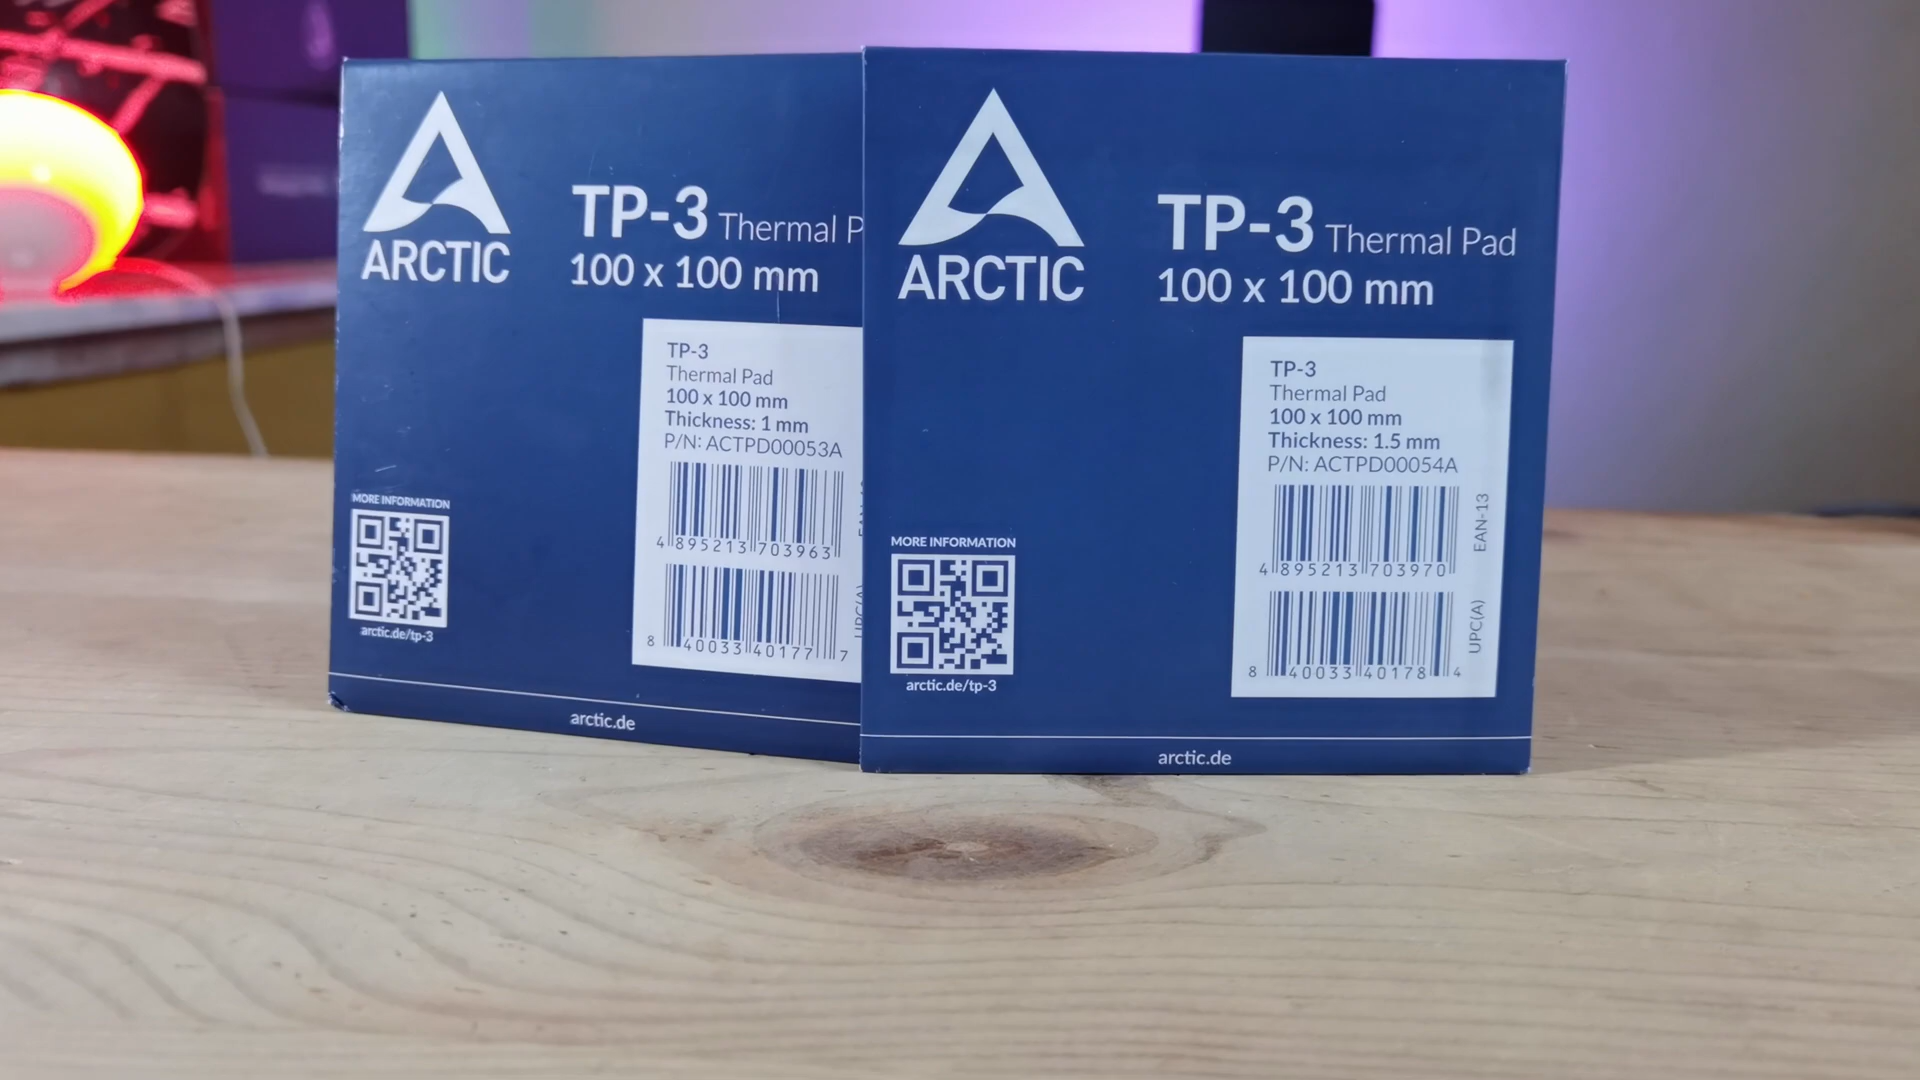 ARCTIC
TP-3 Thermal P
100 x 100 mm
TP-3
Thermal Pad
100 x 100 mm
Thickness: 1 mm
P/N: ACTPD00053A
4 895213 703963
8 40033 40177 7
UPC(A)
MORE INFORMATION
arctic.de/tp-3
arctic.de
ARCTIC
TP-3 Thermal Pad
100 x 100 mm
TP-3
Thermal Pad
100 x 100 mm
Thickness: 1.5 mm
P/N: ACTPD00054A
4 895213 703970
EAN-13
8 40033 40178 4
UPC(A)
MORE INFORMATION
arctic.de/tp-3
arctic.de